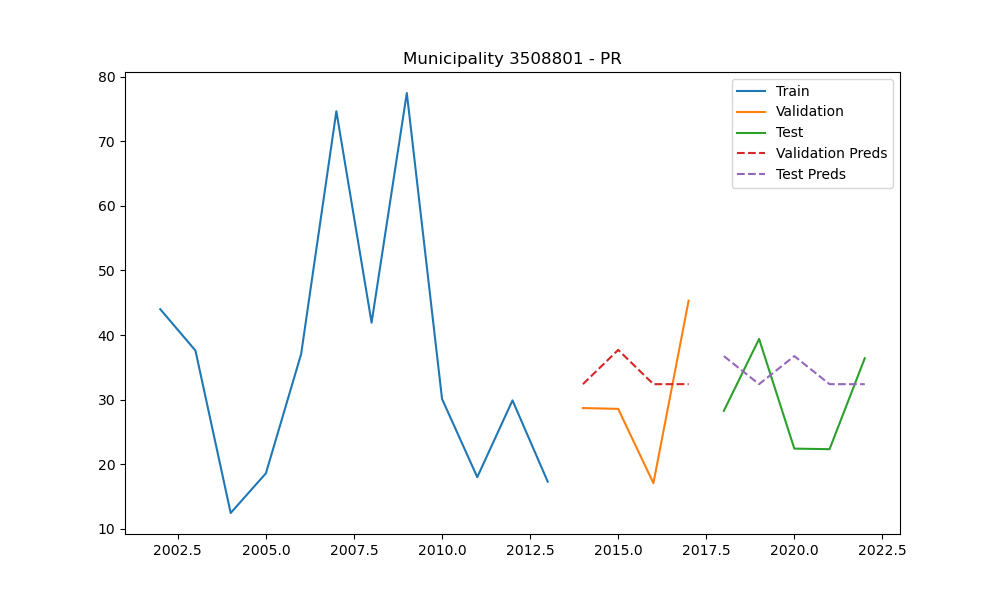 Municipality 3508801 - PR
80
70
60
50
40
30
20
10
2002.5 2005.0 2007.5 2010.0 2012.5 2015.0 2017.5 2020.0 2022.5
Train
Validation
Test
Validation Preds
Test Preds